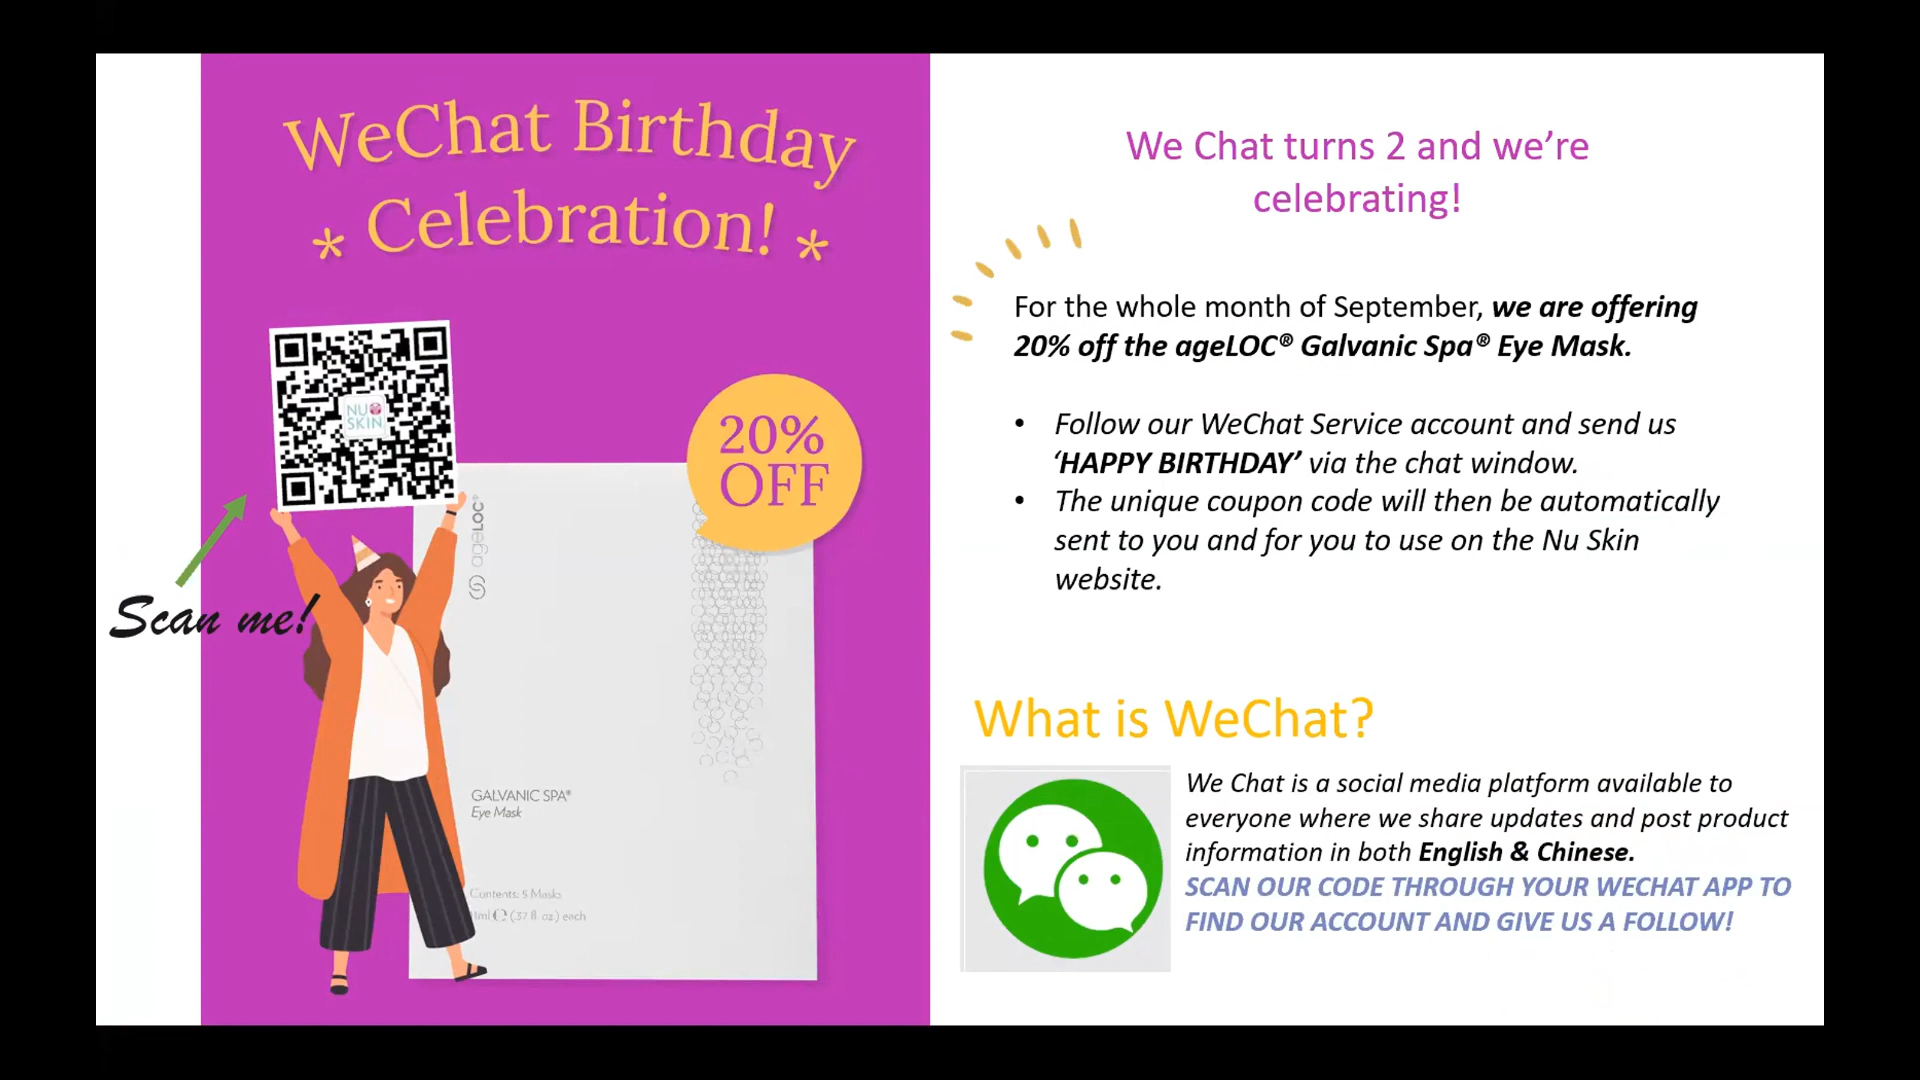 WeChat Birthday
* Celebration! *
NU SKIN
20%
OFF
ageLOC®
Scan me!
GALVANIC SPA®
Eye Mask
Contents: 5 Masks
We Chat turns 2 and we’re
celebrating!
For the whole month of September, we are offering
20% off the ageLOC® Galvanic Spa® Eye Mask.
• Follow our WeChat Service account and send us
‘HAPPY BIRTHDAY’ via the chat window.
• The unique coupon code will then be automatically
sent to you and for you to use on the Nu Skin
website.
What is WeChat?
We Chat is a social media platform available to
everyone where we share updates and post product
information in both English & Chinese.
SCAN OUR CODE THROUGH YOUR WECHAT APP TO
FIND OUR ACCOUNT AND GIVE US A FOLLOW!